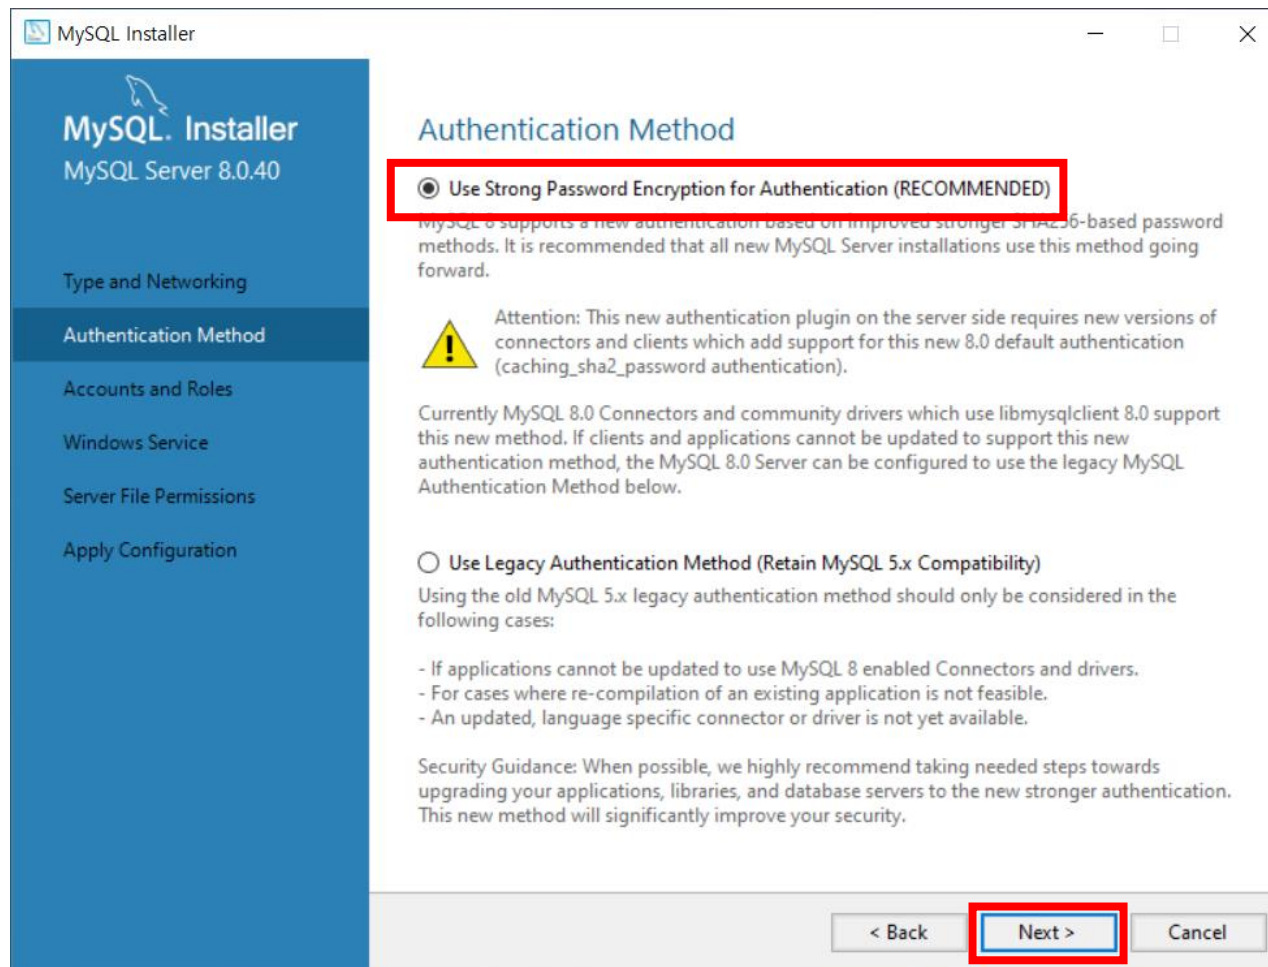 MySQL Installer
MySQL. Installer
MySQL Server 8.0.40
Type and Networking
Authentication Method
Accounts and Roles
Windows Service
Server File Permissions
Apply Configuration
Authentication Method
Use Strong Password Encryption for Authentication (RECOMMENDED)
MySQL 8 supports a new authentication based on improved stronger SHA256-based password
methods. It is recommended that all new MySQL Server installations use this method going
forward.
Attention: This new authentication plugin on the server side requires new versions of
connectors and clients which add support for this new 8.0 default authentication
(caching_sha2_password authentication).
Currently MySQL 8.0 Connectors and community drivers which use libmysqlclient 8.0 support
this new method. If clients and applications cannot be updated to support this new
authentication method, the MySQL 8.0 Server can be configured to use the legacy MySQL
Authentication Method below.
Use Legacy Authentication Method (Retain MySQL 5.x Compatibility)
Using the old MySQL 5.x legacy authentication method should only be considered in the
following cases:
- If applications cannot be updated to use MySQL 8 enabled Connectors and drivers.
- For cases where re-compilation of an existing application is not feasible.
- An updated, language specific connector or driver is not yet available.
Security Guidance: When possible, we highly recommend taking needed steps towards
upgrading your applications, libraries, and database servers to the new stronger authentication.
This new method will significantly improve your security.
< Back
Next >
Cancel